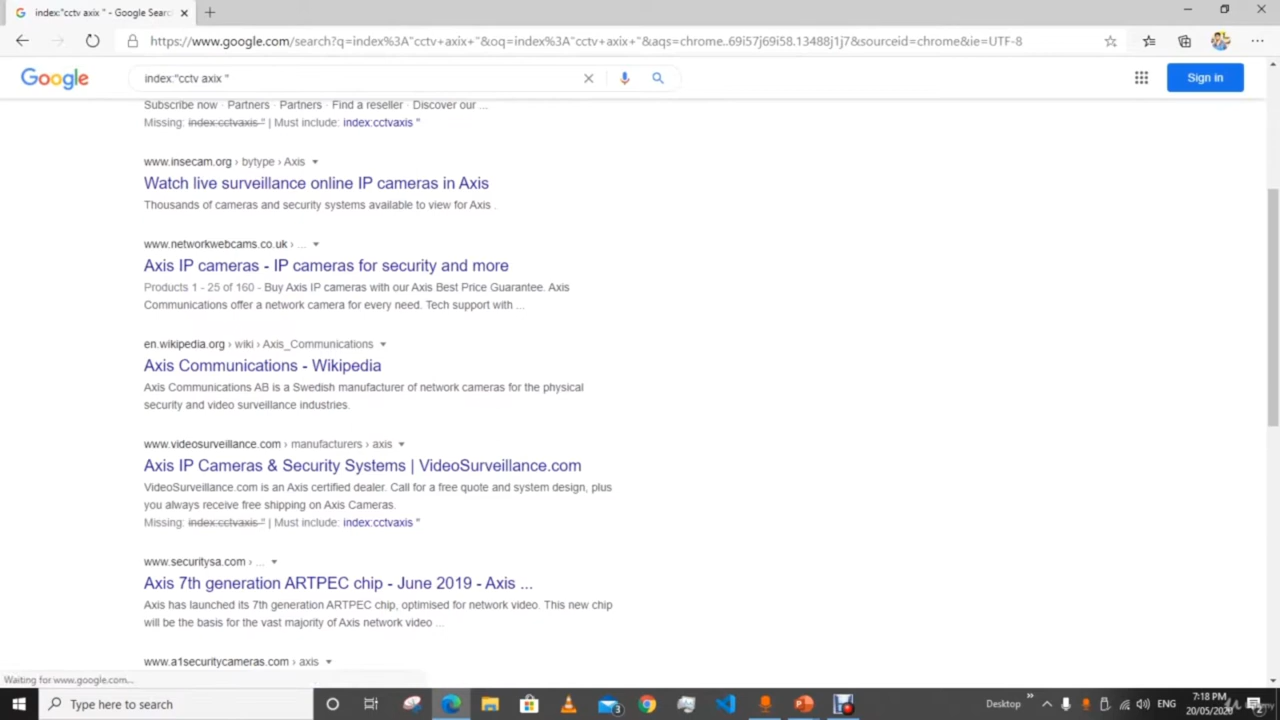 index:"cctv axix " - Google Searc
https://www.google.com/search?q=index%3A"cctv+axix+"&oq=index%3A"cctv+axix+"&aqs=chrome..69i57j69i58.13488j1j7&sourceid=chrome&ie=UTF-8
Google
index:"cctv axix "
Sign in
Subscribe now · Partners · Partners · Find a reseller · Discover our ...
Missing: index:cctvaxis " | Must include: index:cctvaxis "
www.insecam.org › bytype › Axis
Watch live surveillance online IP cameras in Axis
Thousands of cameras and security systems available to view for Axis .
www.networkwebcams.co.uk › ...
Axis IP cameras - IP cameras for security and more
Products 1 - 25 of 160 - Buy Axis IP cameras with our Axis Best Price Guarantee. Axis
Communications offer a network camera for every need. Tech support with ...
en.wikipedia.org › wiki › Axis_Communications
Axis Communications - Wikipedia
Axis Communications AB is a Swedish manufacturer of network cameras for the physical
security and video surveillance industries.
www.videosurveillance.com › manufacturers › axis
Axis IP Cameras & Security Systems | VideoSurveillance.com
VideoSurveillance.com is an Axis certified dealer. Call for a free quote and system design, plus
you always receive free shipping on Axis Cameras.
Missing: index:cctvaxis " | Must include: index:cctvaxis "
www.securitysa.com › ...
Axis 7th generation ARTPEC chip - June 2019 - Axis ...
Axis has launched its 7th generation ARTPEC chip, optimised for network video. This new chip
will be the basis for the vast majority of Axis network video ...
www.a1securitycameras.com › axis
Waiting for www.google.com...
Type here to search
3
Desktop
ENG
7:18 PM
20/05/2020
2